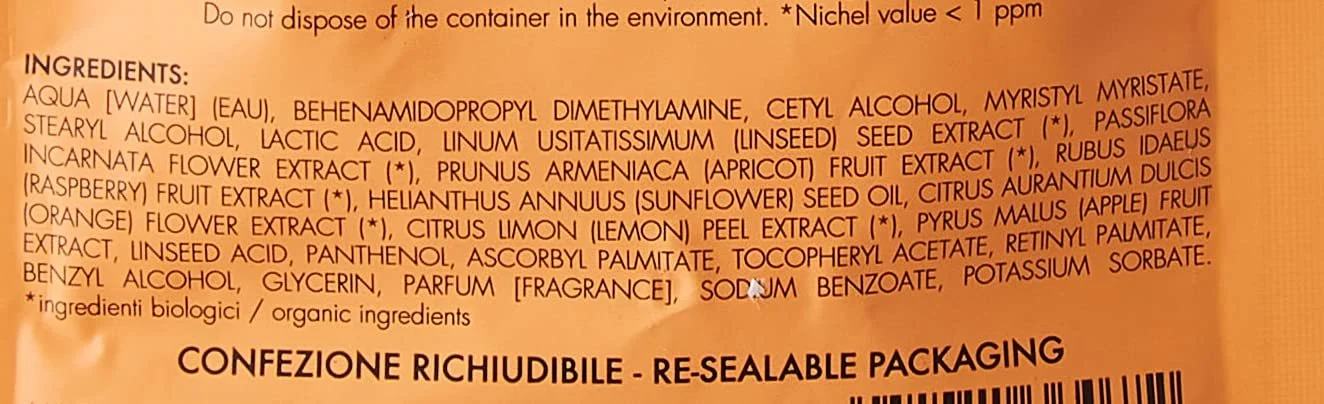 Do not dispose of the container in the environment. *Nichel value < 1 ppm
INGREDIENTS:
AQUA [WATER] (EAU), BEHENAMIDOPROPYL DIMETHYLAMINE, CETYL ALCOHOL, MYRISTYL MYRISTATE,
STEARYL ALCOHOL, LACTIC ACID, LINUM USITATISSIMUM (LINSEED) SEED EXTRACT (*), PASSIFLORA
INCARNATA FLOWER EXTRACT (*), PRUNUS ARMENIACA (APRICOT) FRUIT EXTRACT (*), RUBUS IDAEUS
(RASPBERRY) FRUIT EXTRACT (*), HELIANTHUS ANNUUS (SUNFLOWER) SEED OIL, CITRUS AURANTIUM DULCIS
(ORANGE) FLOWER EXTRACT (*), CITRUS LIMON (LEMON) PEEL EXTRACT (*), PYRUS MALUS (APPLE) FRUIT
EXTRACT, LINSEED ACID, PANTHENOL, ASCORBYL PALMITATE, TOCOPHERYL ACETATE, RETINYL PALMITATE,
BENZYL ALCOHOL, GLYCERIN, PARFUM [FRAGRANCE], SODIUM BENZOATE, POTASSIUM SORBATE.
*ingredienti biologici / organic ingredients
CONFEZIONE RICHIUDIBILE - RE-SEALABLE PACKAGING